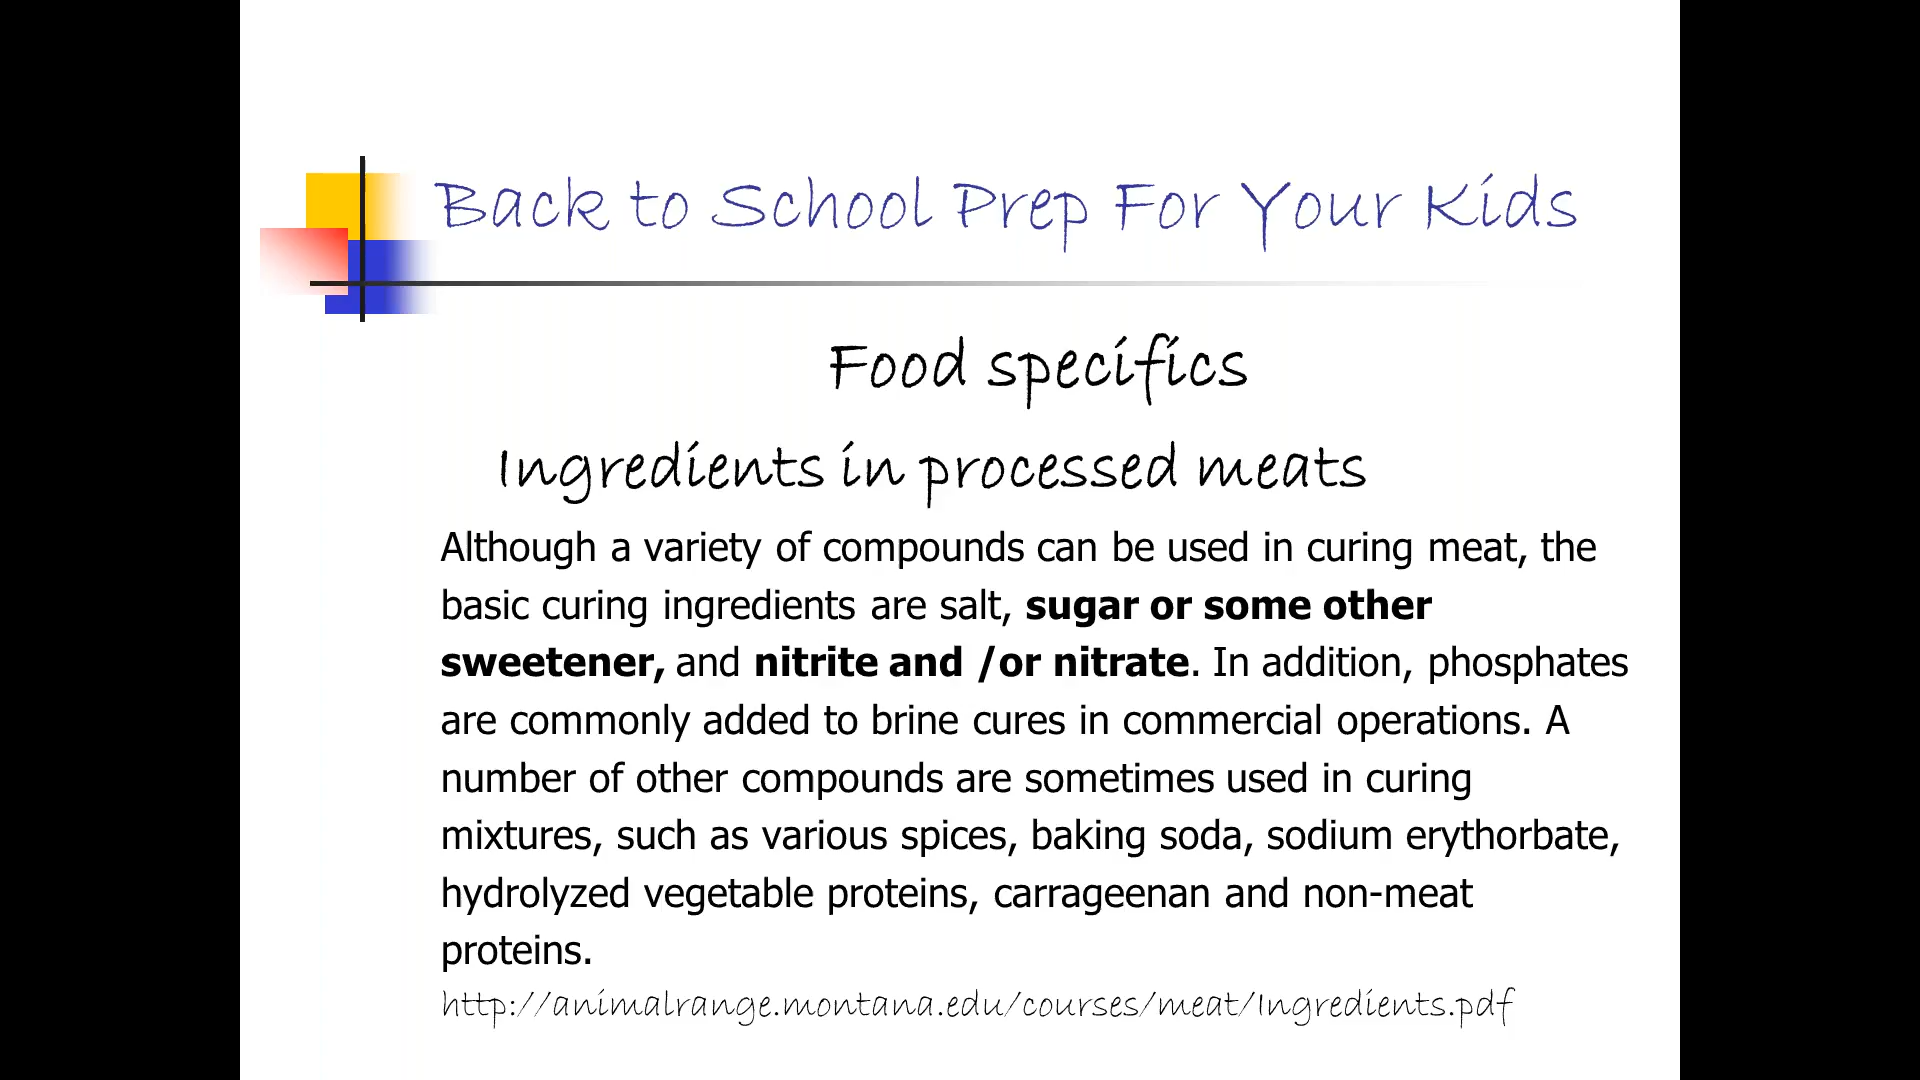 Back to School Prep For Your Kids
Food specifics
Ingredients in processed meats
Although a variety of compounds can be used in curing meat, the
basic curing ingredients are salt, sugar or some other
sweetener, and nitrite and /or nitrate. In addition, phosphates
are commonly added to brine cures in commercial operations. A
number of other compounds are sometimes used in curing
mixtures, such as various spices, baking soda, sodium erythorbate,
hydrolyzed vegetable proteins, carrageenan and non-meat
proteins.
http://animalrange.montana.edu/courses/meat/Ingredients.pdf